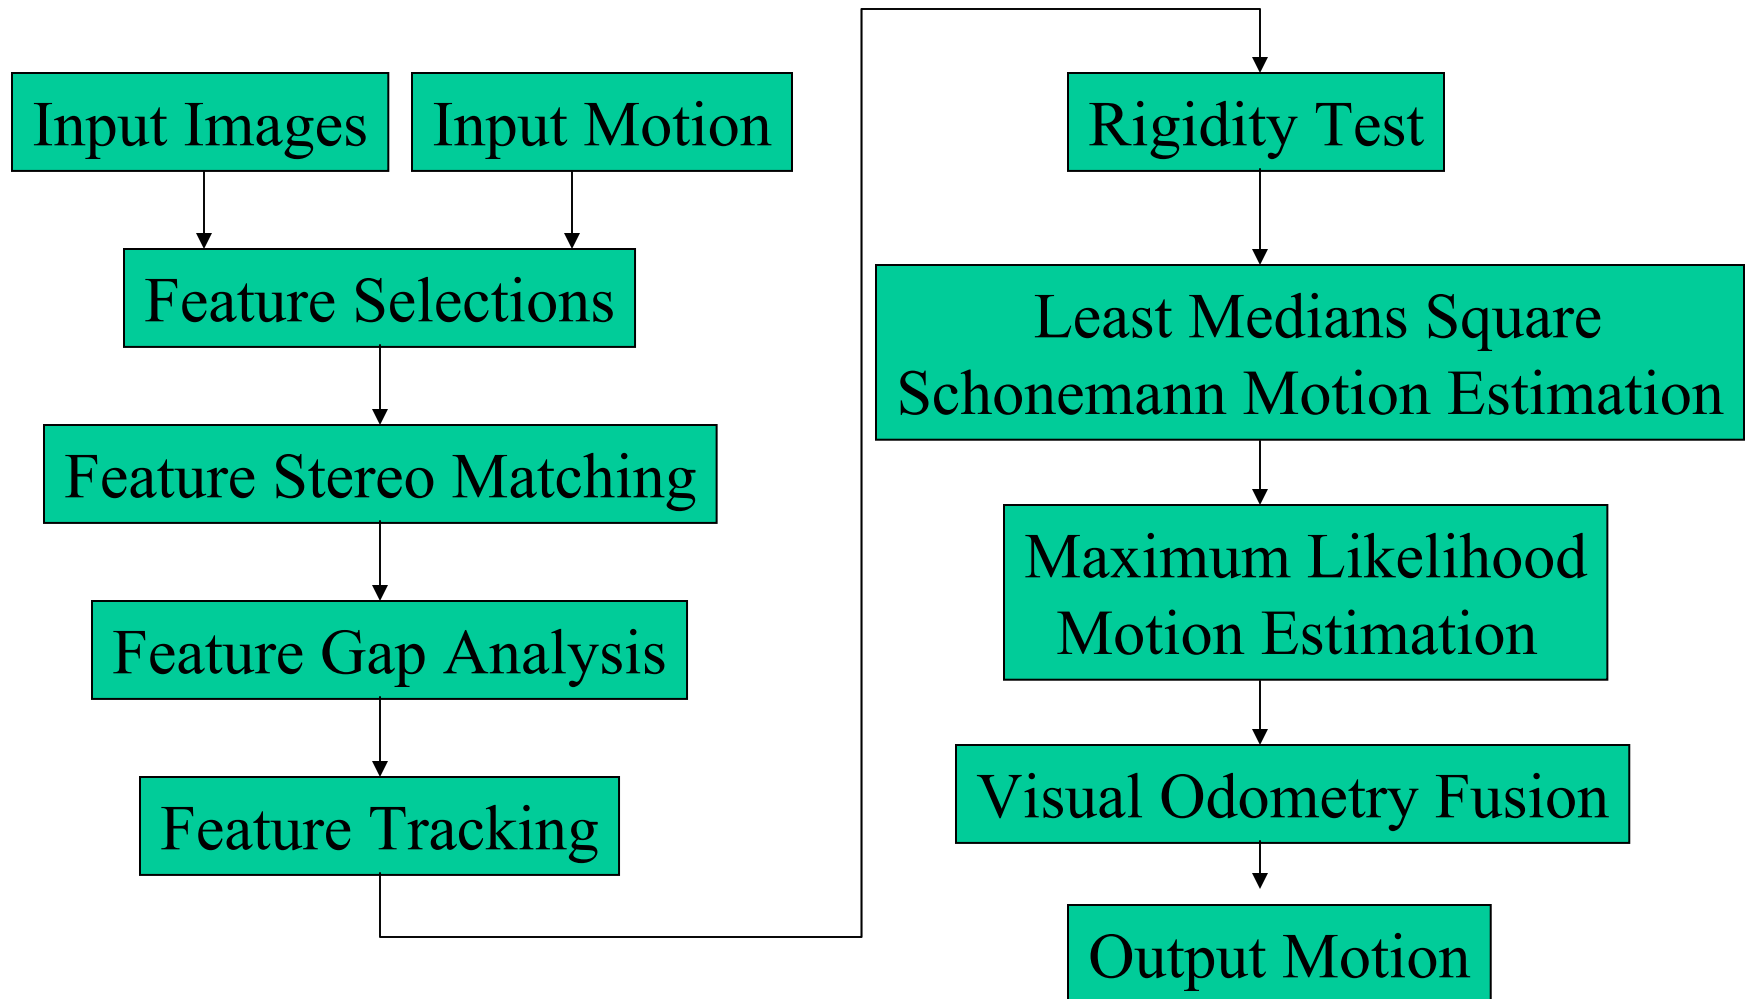 Input Images
Input Motion
Feature Selections
Feature Stereo Matching
Feature Gap Analysis
Feature Tracking
Rigidity Test
Least Medians Square
Schonemann Motion Estimation
Maximum Likelihood
Motion Estimation
Visual Odometry Fusion
Output Motion